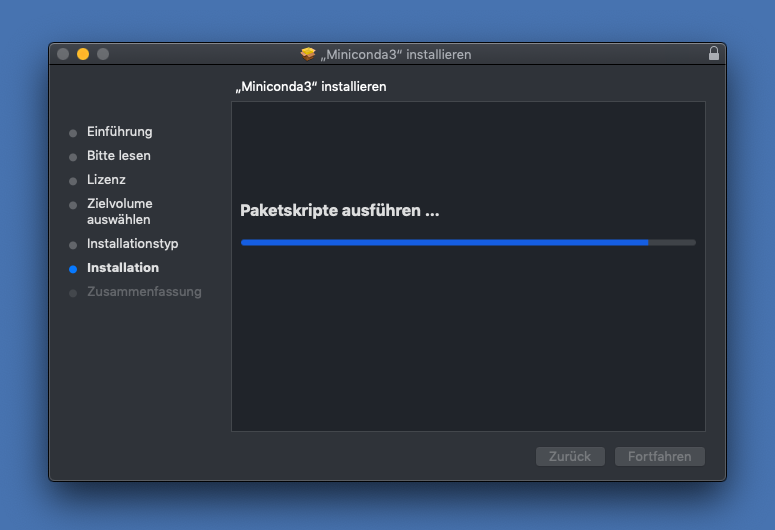 „Miniconda3“ installieren
„Miniconda3“ installieren
Einführung
Bitte lesen
Lizenz
Zielvolume
auswählen
Installationstyp
Installation
Zusammenfassung
Paketskripte ausführen ...
Zurück
Fortfahren